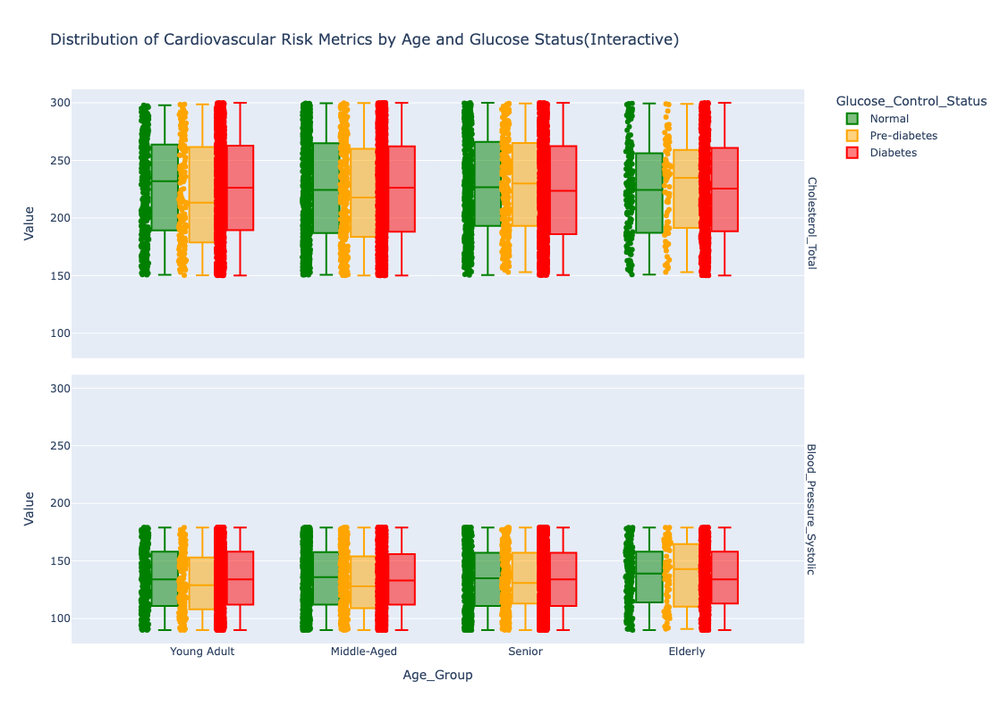 Distribution of Cardiovascular Risk Metrics by Age and Glucose Status(Interactive)
Glucose_Control_Status
Normal
Pre-diabetes
Diabetes
300
250
200
150
100
Value
Cholesterol_Total
300
250
200
150
100
Value
Blood_Pressure_Systolic
Young Adult
Middle-Aged
Senior
Elderly
Age_Group